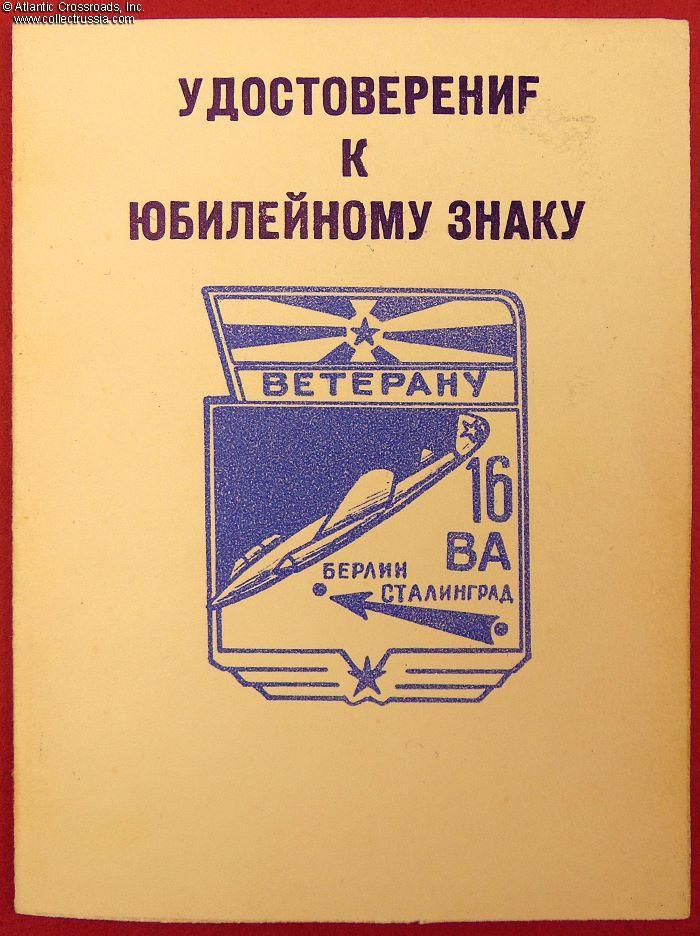 © Atlantic Crossroads, Inc.
www.collectrussia.com
УДОСТОВЕРЕНИЕ
К
ЮБИЛЕЙНОМУ ЗНАКУ
ВЕТЕРАНУ
16
ВА
БЕРЛИН
СТАЛИНГРАД